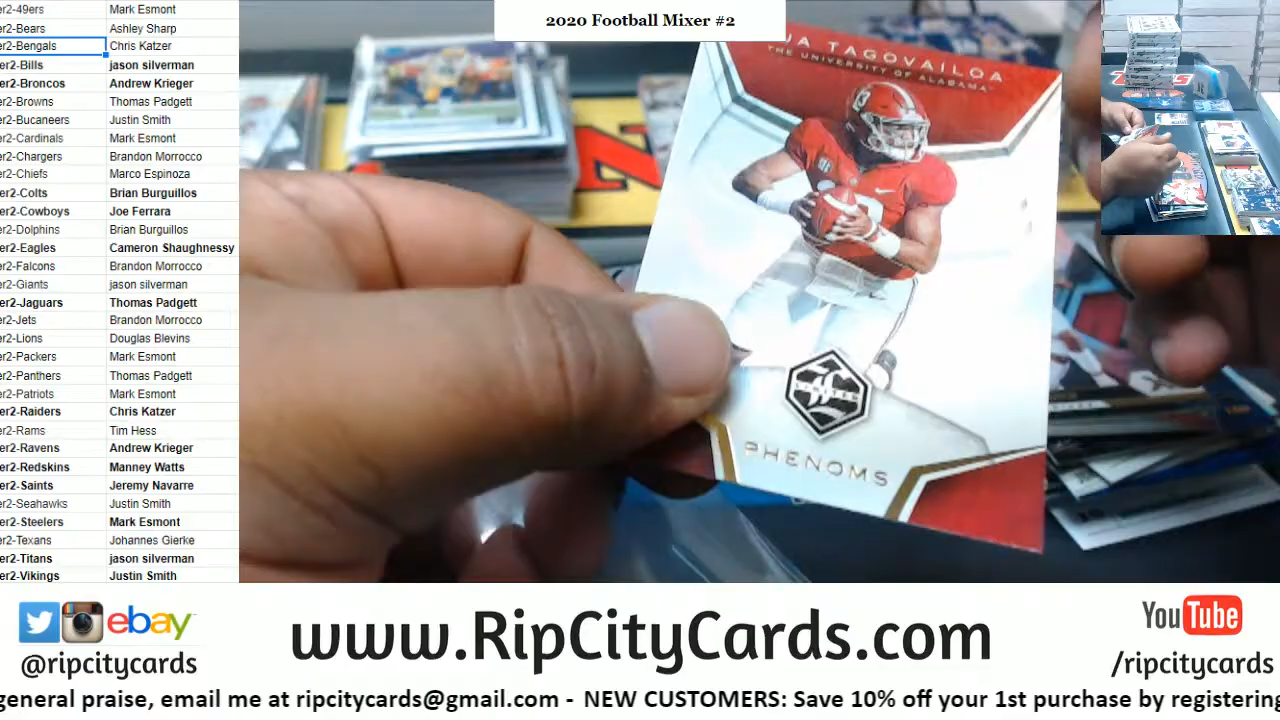 2020 Football Mixer #2
er2-49ers Mark Esmont
er2-Bears Ashley Sharp
er2-Bengals Chris Katzer
er2-Bills jason silverman
er2-Broncos Andrew Krieger
er2-Browns Thomas Padgett
er2-Bucaneers Justin Smith
er2-Cardinals Mark Esmont
er2-Chargers Brandon Morrocco
er2-Chiefs Marco Espinoza
er2-Colts Brian Burguillos
er2-Cowboys Joe Ferrara
er2-Dolphins Brian Burguillos
er2-Eagles Cameron Shaughnessy
er2-Falcons Brandon Morrocco
er2-Giants jason silverman
er2-Jaguars Thomas Padgett
er2-Jets Brandon Morrocco
er2-Lions Douglas Blevins
er2-Packers Mark Esmont
er2-Panthers Thomas Padgett
er2-Patriots Mark Esmont
er2-Raiders Chris Katzer
er2-Rams Tim Hess
er2-Ravens Andrew Krieger
er2-Redskins Manney Watts
er2-Saints Jeremy Navarre
er2-Seahawks Justin Smith
er2-Steelers Mark Esmont
er2-Texans Johannes Gierke
er2-Titans jason silverman
er2-Vikings Justin Smith
UA TAGOVAILOA
THE UNIVERSITY OF ALABAMA
13
LIMITED
PHENOMS
ebay
@ripcitycards
www.RipCityCards.com
YouTube
/ripcitycards
general praise, email me at ripcitycards@gmail.com - NEW CUSTOMERS: Save 10% off your 1st purchase by registering